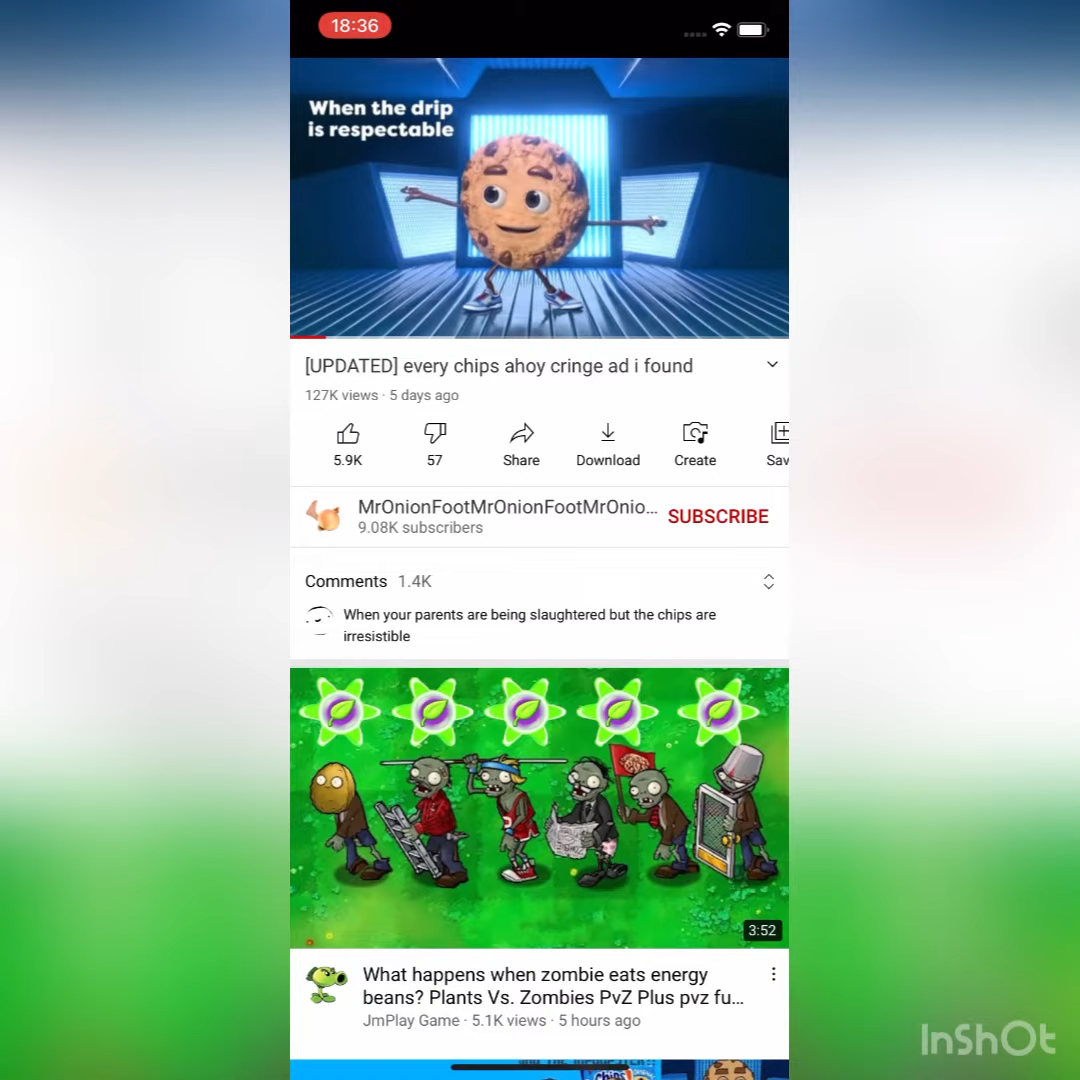 18:36
When the drip
is respectable
[UPDATED] every chips ahoy cringe ad i found
127K views · 5 days ago
5.9K
57
Share
Download
Create
Sav
MrOnionFootMrOnionFootMrOnio...
9.08K subscribers
SUBSCRIBE
Comments 1.4K
When your parents are being slaughtered but the chips are
irresistible
3:52
What happens when zombie eats energy
beans? Plants Vs. Zombies PvZ Plus pvz fu...
JmPlay Game · 5.1K views · 5 hours ago
Chips
InShOt